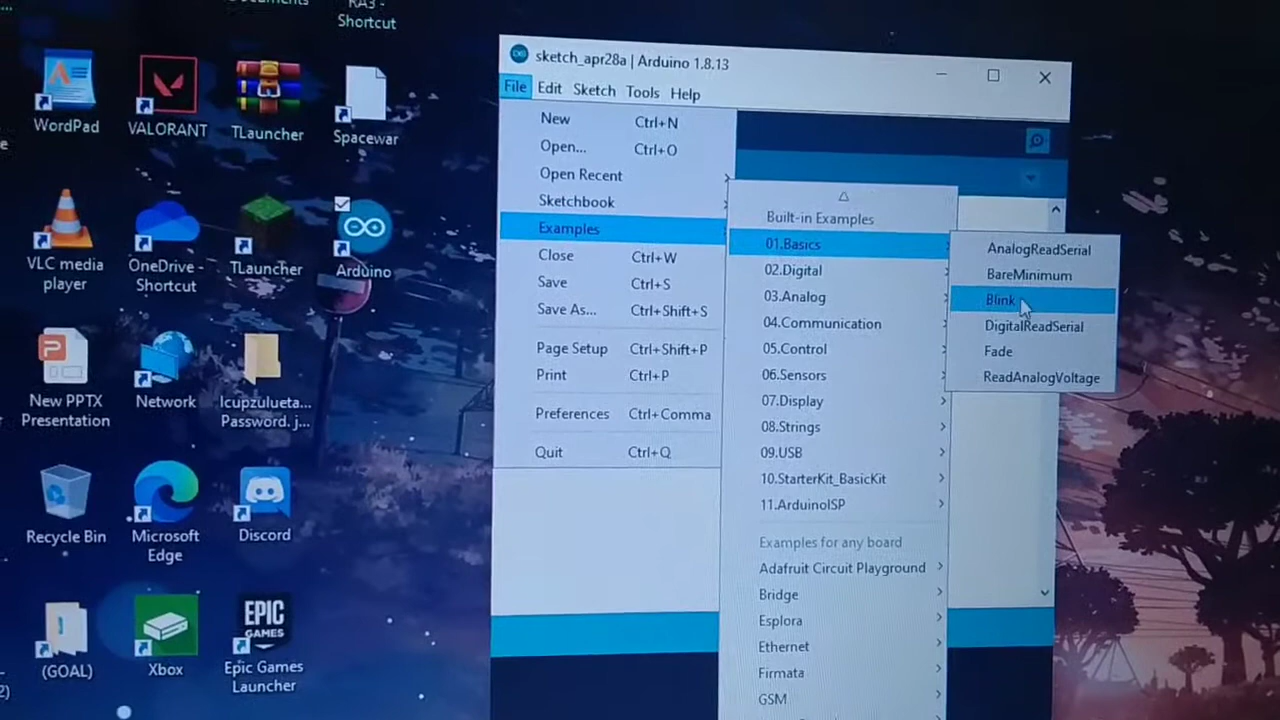 RA3 -
Shortcut
WordPad
VALORANT
TLauncher
Spacewar
VLC media
player
OneDrive -
Shortcut
TLauncher
Arduino
New PPTX
Presentation
Network
Icupzulueta...
Password. j...
Recycle Bin
Microsoft
Edge
Discord
(GOAL)
Xbox
EPIC
GAMES
Epic Games
Launcher
sketch_apr28a | Arduino 1.8.13
File Edit Sketch Tools Help
New Ctrl+N
Open... Ctrl+O
Open Recent
Sketchbook
Examples
Close Ctrl+W
Save Ctrl+S
Save As... Ctrl+Shift+S
Page Setup Ctrl+Shift+P
Print Ctrl+P
Preferences Ctrl+Comma
Quit Ctrl+Q
Built-in Examples
01.Basics
02.Digital
03.Analog
04.Communication
05.Control
06.Sensors
07.Display
08.Strings
09.USB
10.StarterKit_BasicKit
11.ArduinoISP
Examples for any board
Adafruit Circuit Playground
Bridge
Esplora
Ethernet
Firmata
GSM
AnalogReadSerial
BareMinimum
Blink
DigitalReadSerial
Fade
ReadAnalogVoltage